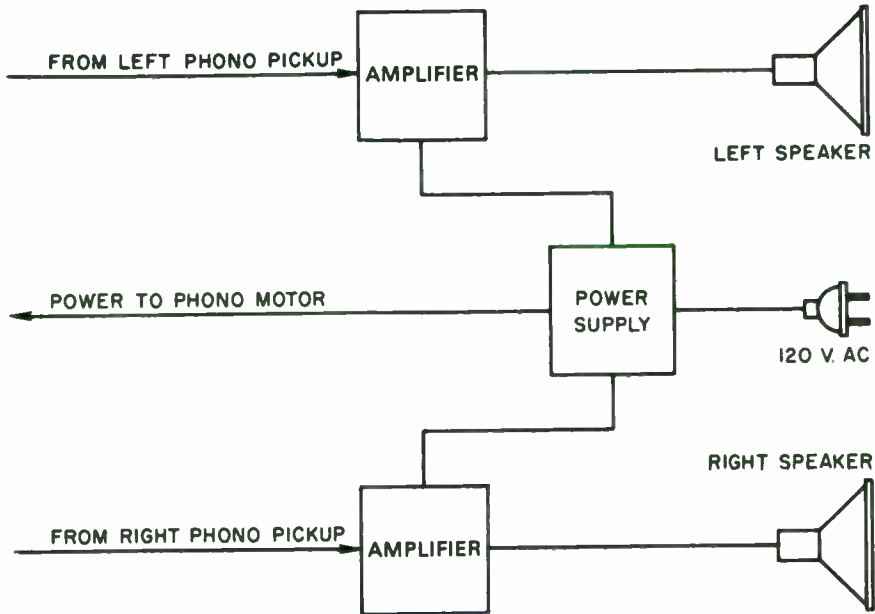 FROM LEFT PHONO PICKUP
AMPLIFIER
LEFT SPEAKER
POWER TO PHONO MOTOR
POWER
SUPPLY
120 V. AC
RIGHT SPEAKER
FROM RIGHT PHONO PICKUP
AMPLIFIER